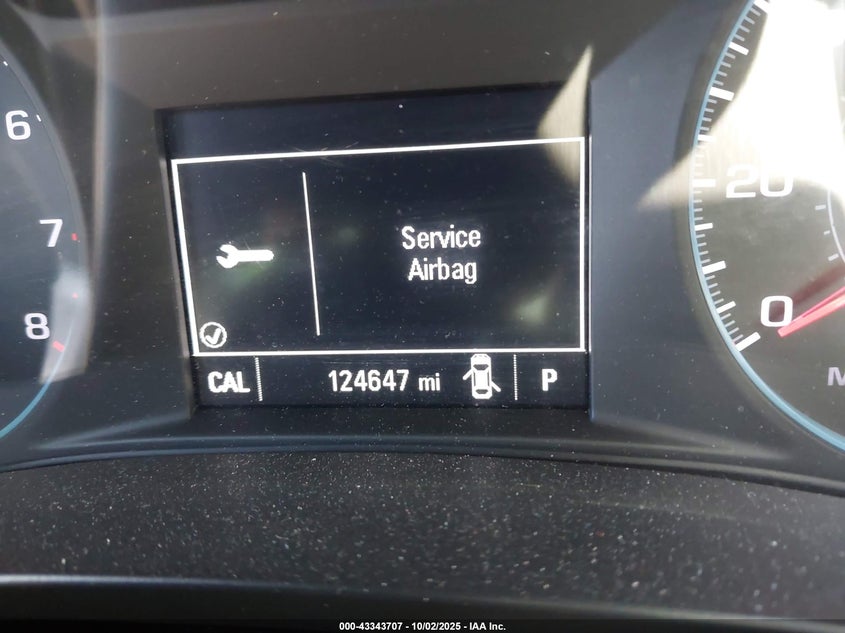 6
7
8
Service
Airbag
CAL 124647 mi P
20
0
M
000-43343707 - 10/02/2025 - IAA Inc.